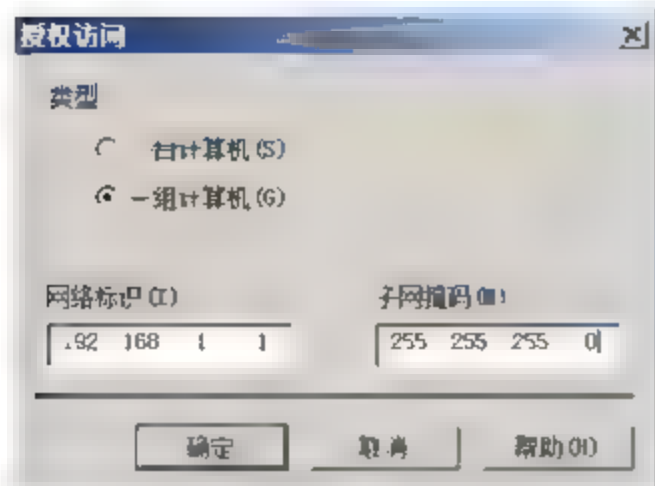 授权访问
类型
一台计算机(S)
一组计算机(G)
网络标识(I) 子网掩码(M)
192 168 1 1 255 255 255 0
确定 取消 帮助(H)